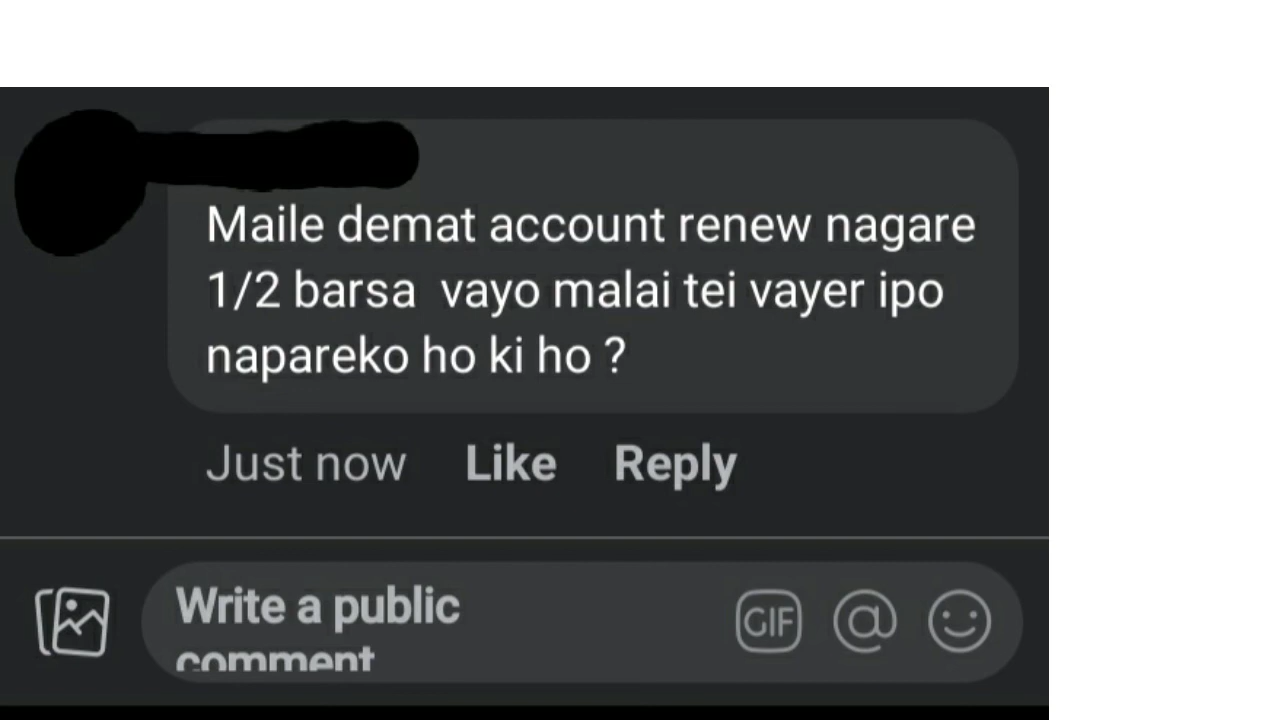 Maile demat account renew nagare
1/2 barsa  vayo malai tei vayer ipo
napareko ho ki ho ?
Just now Like Reply
Write a public
comment
GIF @